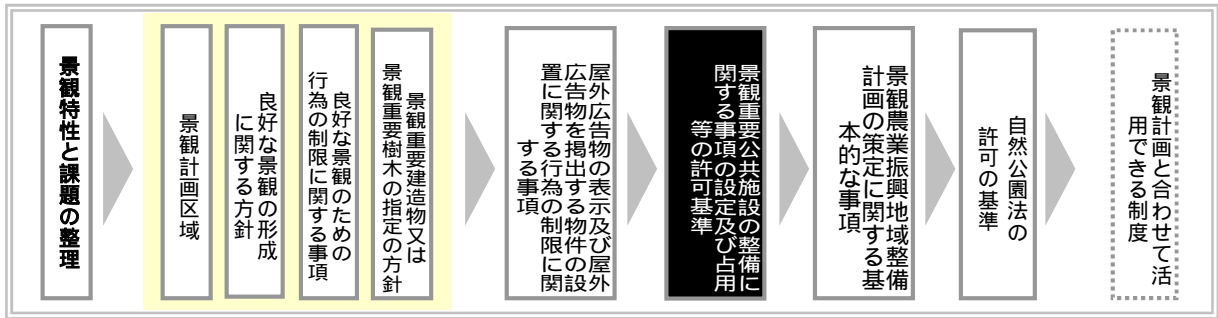 景観特性と課題の整理
景観計画区域
良好な景観の形成
に関する方針
良好な景観のための
行為の制限に関する事項
景観重要建造物又は
景観重要樹木の指定の方針
屋外広告物の表示及び屋外
広告物を掲出する物件の設
置に関する行為の制限に関
する事項
景観重要公共施設の整備に
関する事項の設定及び占用
等の許可基準
景観農業振興地域整備
計画の策定に関する基
本的な事項
自然公園法の
許可の基準
景観計画と合わせて活
用できる制度